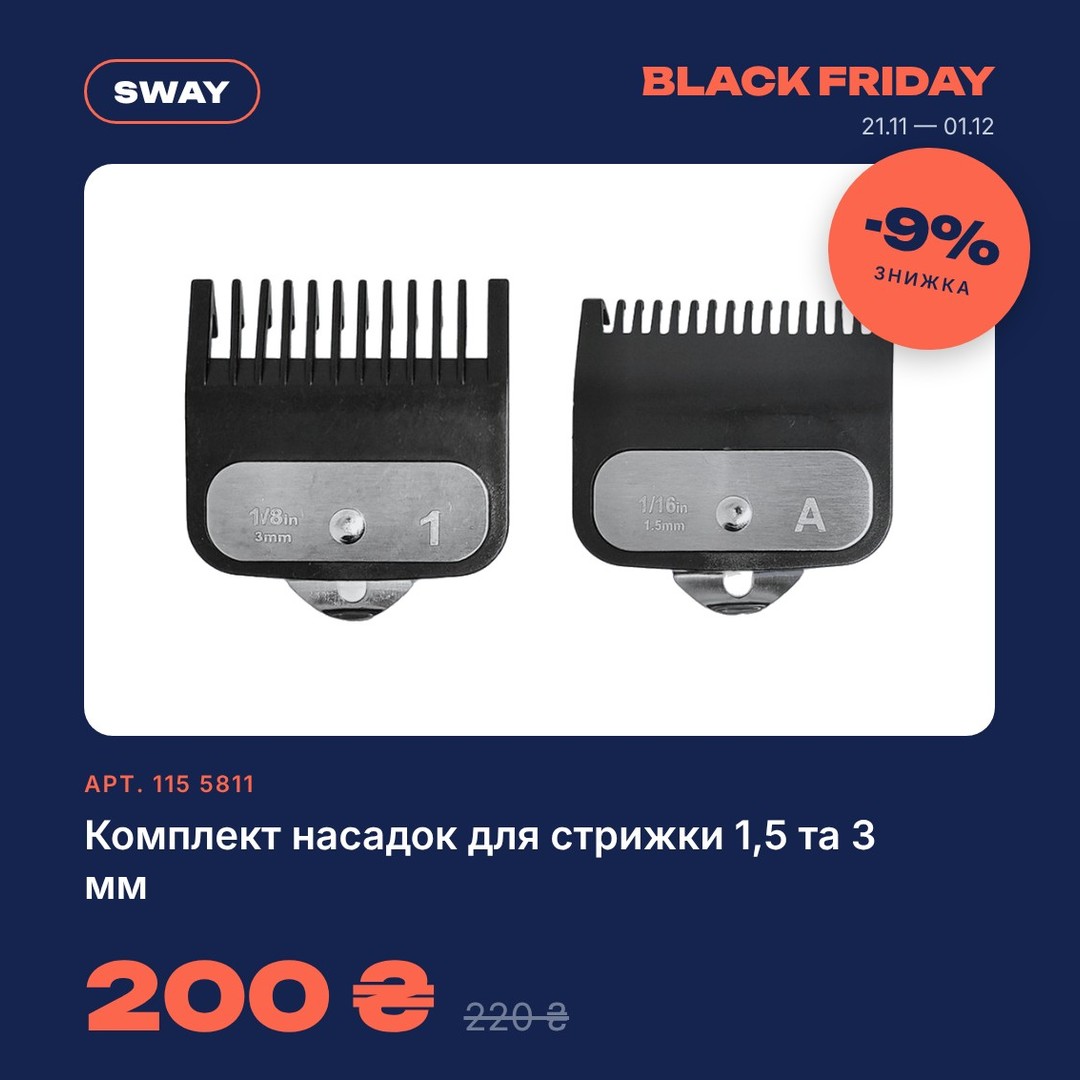 SWAY
BLACK FRIDAY
21.11 — 01.12
-9%
ЗНИЖКА
1/8in
3mm
1
1/16in
1.5mm
A
АРТ. 115 5811
Комплект насадок для стрижки 1,5 та 3
мм
200 ₴
220 ₴